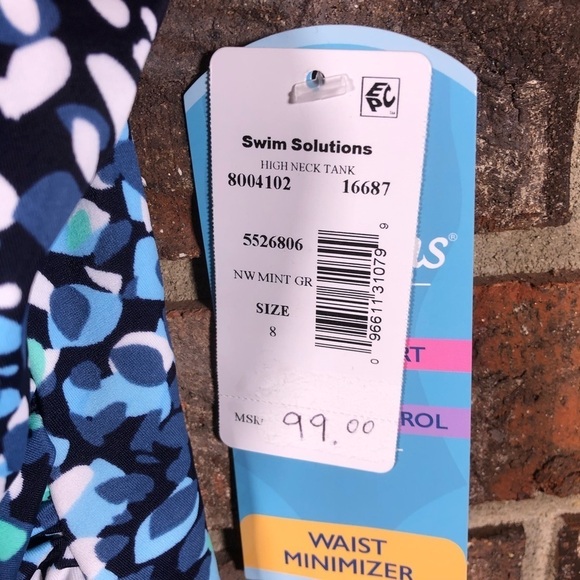 EPC
Swim Solutions
HIGH NECK TANK
8004102 16687
5526806
NW MINT GR
SIZE
8
0 96611 31079 9
MSR
99.00
WAIST
MINIMIZER